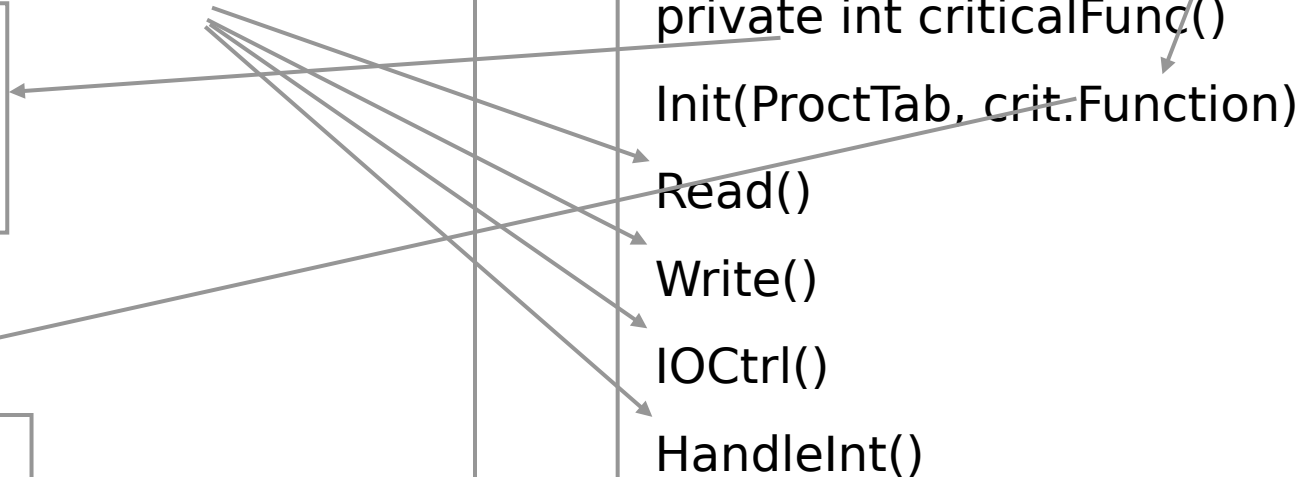 private int criticalFunc()
Init(ProctTab, crit.Function)
Read()
Write()
IOCtrl()
HandleInt()